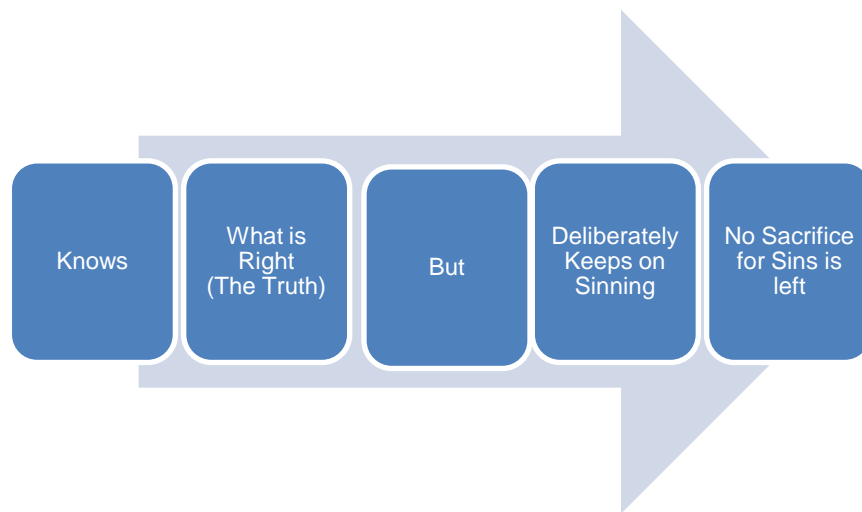 Knows
What is
Right
(The Truth)
But
Deliberately
Keeps on
Sinning
No Sacrifice
for Sins is
left